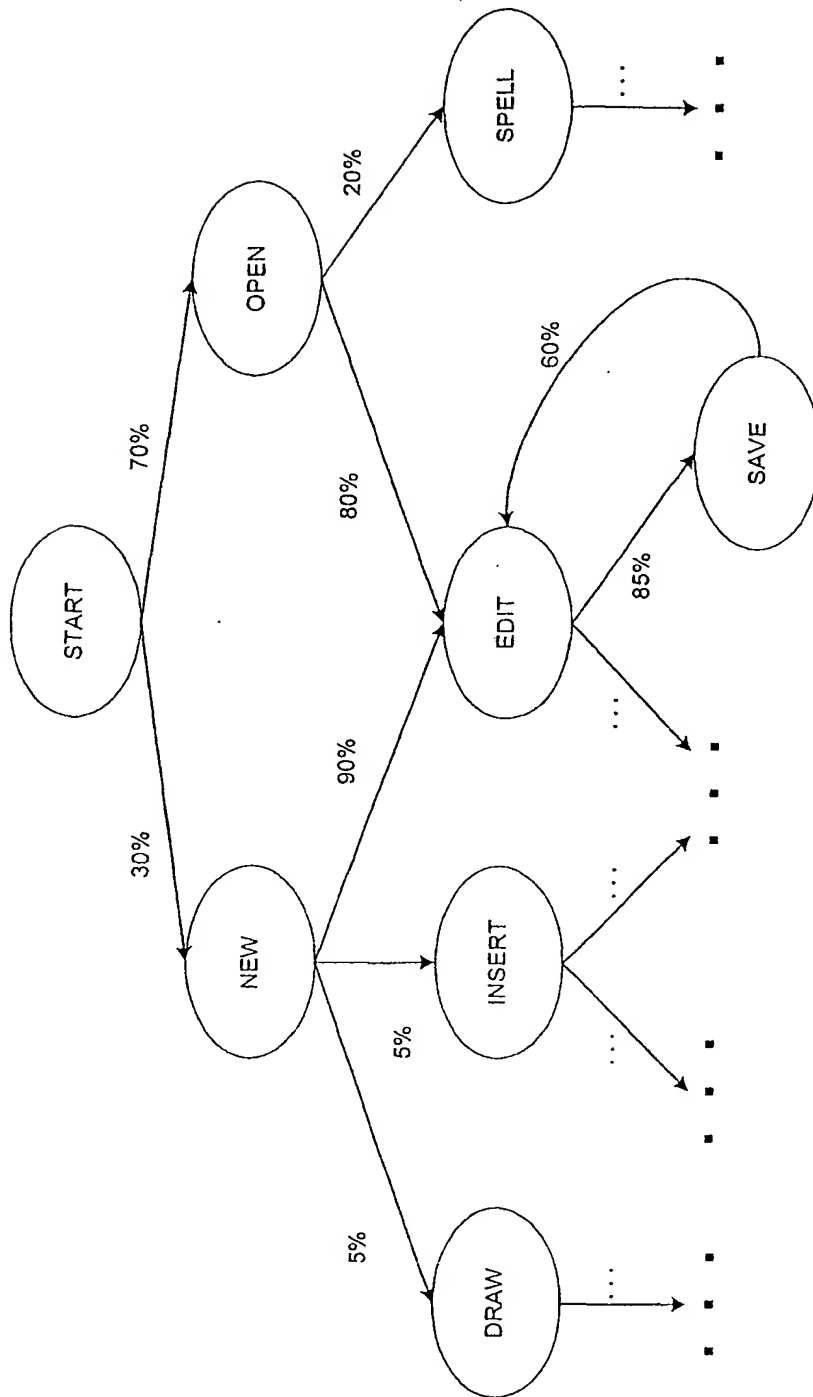 START
30%
70%
NEW
OPEN
5%
5%
90%
80%
20%
DRAW
INSERT
EDIT
SPELL
...
...
...
...
85%
60%
...
SAVE